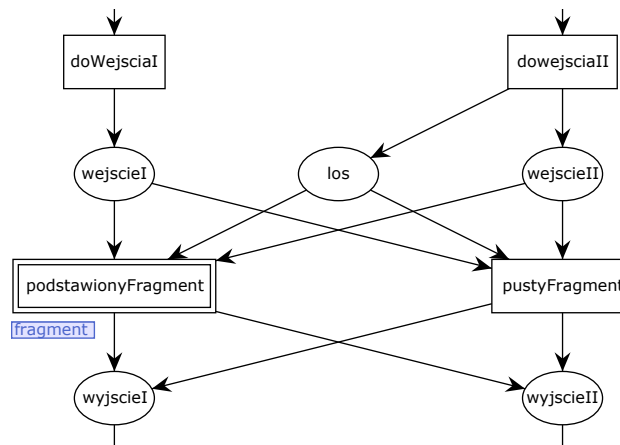 doWejsciaI
dowejsciaII
wejscieI
los
wejscieII
podstawionyFragment
pustyFragment
fragment
wyjscieI
wyjscieII